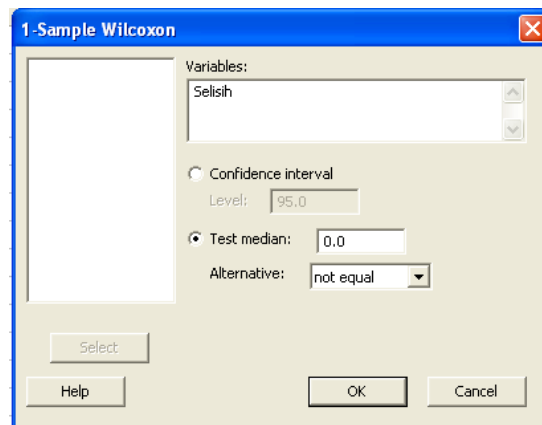 1-Sample Wilcoxon
Variables:
Selisih
Confidence interval
Level: 95.0
Test median: 0.0
Alternative: not equal
Select
Help OK Cancel